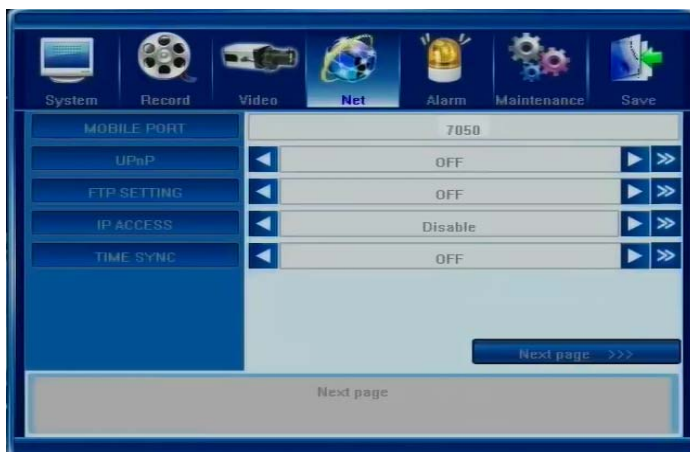 System Record Video Net Alarm Maintenance Save
MOBILE PORT 7050
UPnP OFF
FTP SETTING OFF
IP ACCESS Disable
TIME SYNC OFF
Next page >>>
Next page